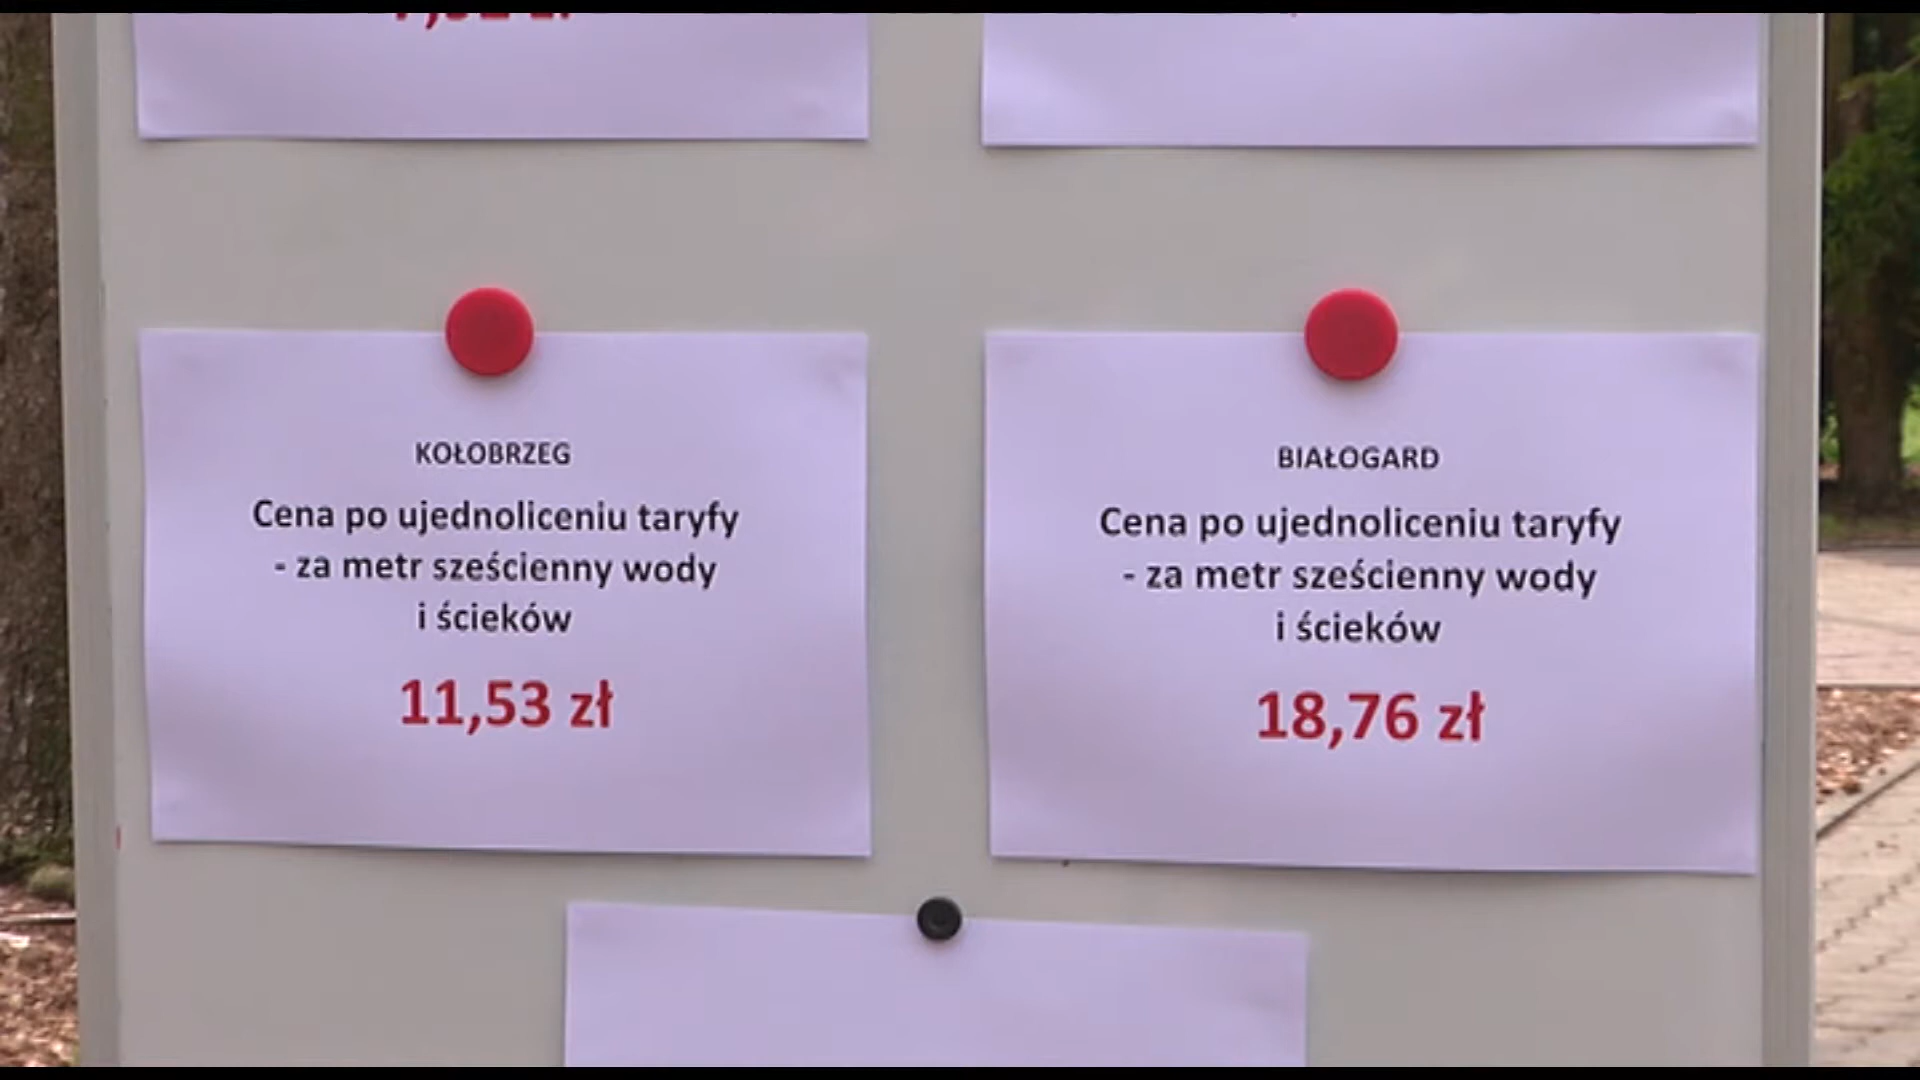 KOŁOBRZEG
Cena po ujednoliceniu taryfy
- za metr sześcienny wody
i ścieków
11,53 zł
BIAŁOGARD
Cena po ujednoliceniu taryfy
- za metr sześcienny wody
i ścieków
18,76 zł